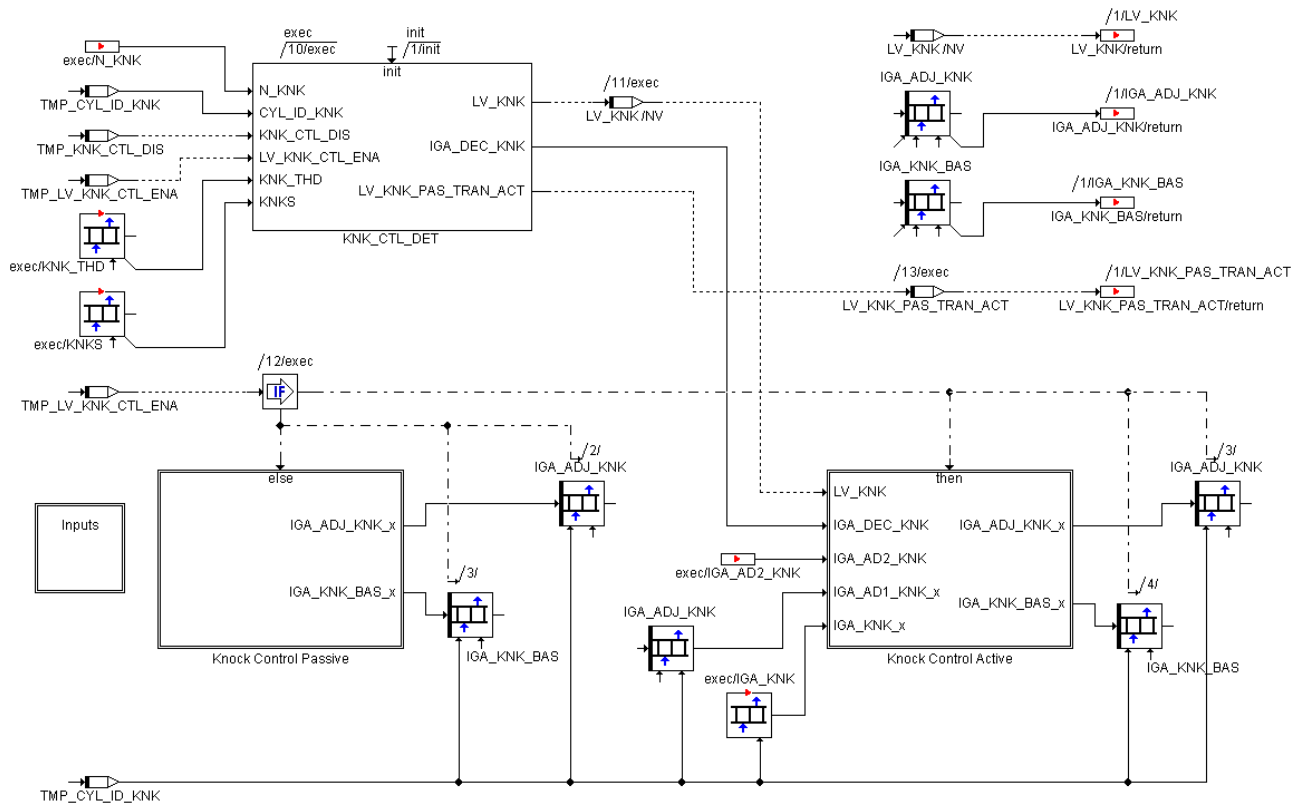 exec
/10/exec
init
/1/init
exec/N_KNK
TMP_CYL_ID_KNK
TMP_KNK_CTL_DIS
TMP_LV_KNK_CTL_ENA
exec/KNK_THD
exec/KNKS
init
N_KNK
CYL_ID_KNK
KNK_CTL_DIS
LV_KNK_CTL_ENA
KNK_THD
KNKS
LV_KNK
IGA_DEC_KNK
LV_KNK_PAS_TRAN_ACT
KNK_CTL_DET
/11/exec
LV_KNK/NV
LV_KNK/NV
/1/LV_KNK
LV_KNK/return
IGA_ADJ_KNK
/1/IGA_ADJ_KNK
IGA_ADJ_KNK/return
IGA_KNK_BAS
/1/IGA_KNK_BAS
IGA_KNK_BAS/return
/13/exec
LV_KNK_PAS_TRAN_ACT
/1/LV_KNK_PAS_TRAN_ACT
LV_KNK_PAS_TRAN_ACT/return
/12/exec
IF
TMP_LV_KNK_CTL_ENA
Inputs
else
IGA_ADJ_KNK_x
IGA_KNK_BAS_x
Knock Control Passive
/2/
IGA_ADJ_KNK
/3/
IGA_KNK_BAS
exec/IGA_AD2_KNK
IGA_ADJ_KNK
exec/IGA_KNK
then
LV_KNK
IGA_DEC_KNK
IGA_AD2_KNK
IGA_AD1_KNK_x
IGA_KNK_x
IGA_ADJ_KNK_x
IGA_KNK_BAS_x
Knock Control Active
/3/
IGA_ADJ_KNK
/4/
IGA_KNK_BAS
TMP_CYL_ID_KNK